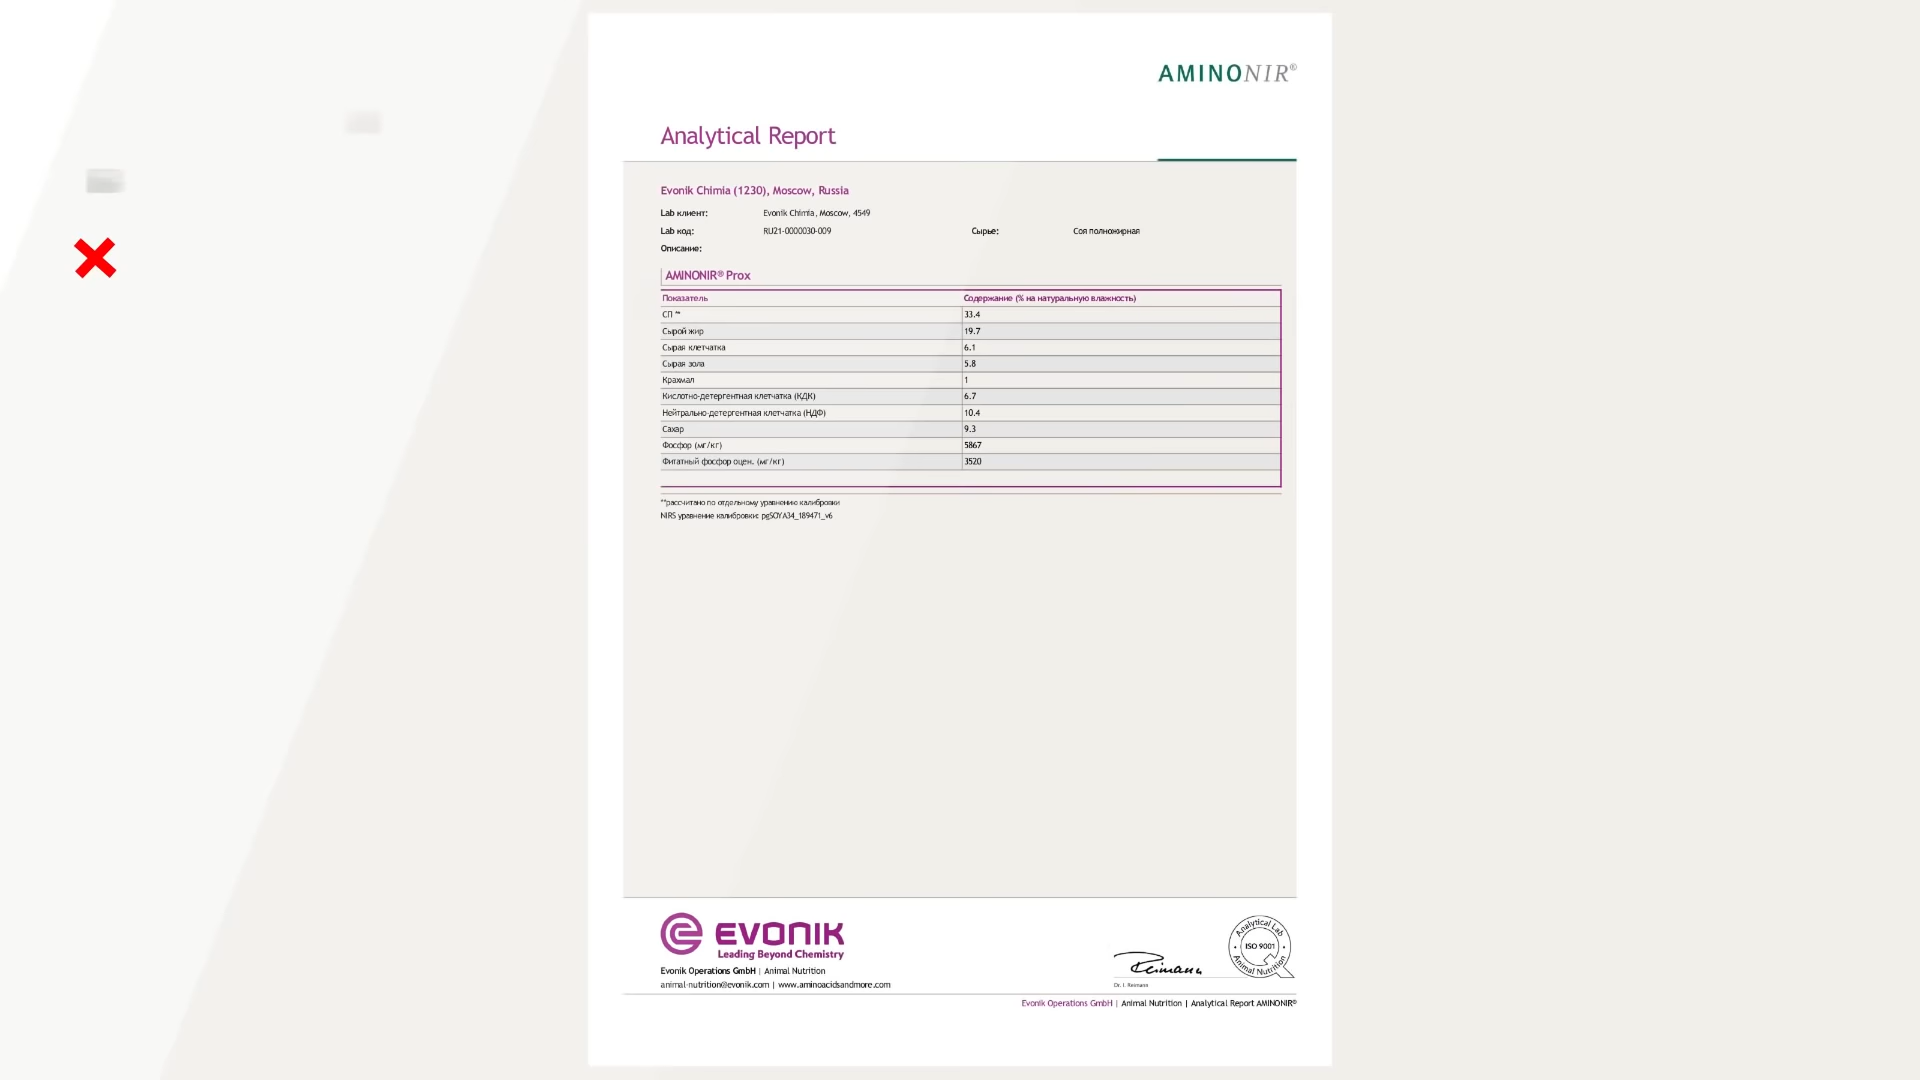 AMINONIR®
Analytical Report
Evonik Chimia (1230), Moscow, Russia
Lab клиент: Evonik Chimia, Moscow, 4549
Lab код: RU21-0000030-009 Сырье: Соя полножирная
Описание:
AMINONIR® Prox
Показатель Содержание (% на натуральную влажность)
СП ** 33.4
Сырой жир 19.7
Сырая клетчатка 6.1
Сырая зола 5.8
Крахмал 1
Кислотно-детергентная клетчатка (КДК) 6.7
Нейтрально-детергентная клетчатка (НДФ) 10.4
Сахар 9.3
Фосфор (мг/кг) 5867
Фитатный фосфор оцен. (мг/кг) 3520
**рассчитано по отдельному уравнению калибровки
NIRS уравнение калибровки: pgSOYA34_189471_v6
EVONIK
Leading Beyond Chemistry
Evonik Operations GmbH | Animal Nutrition
animal-nutrition@evonik.com | www.aminoacidsandmore.com
Reimann
Dr. I. Reimann
Analytical Lab
ISO 9001
Animal Nutrition
Evonik Operations GmbH | Animal Nutrition | Analytical Report AMINONIR®